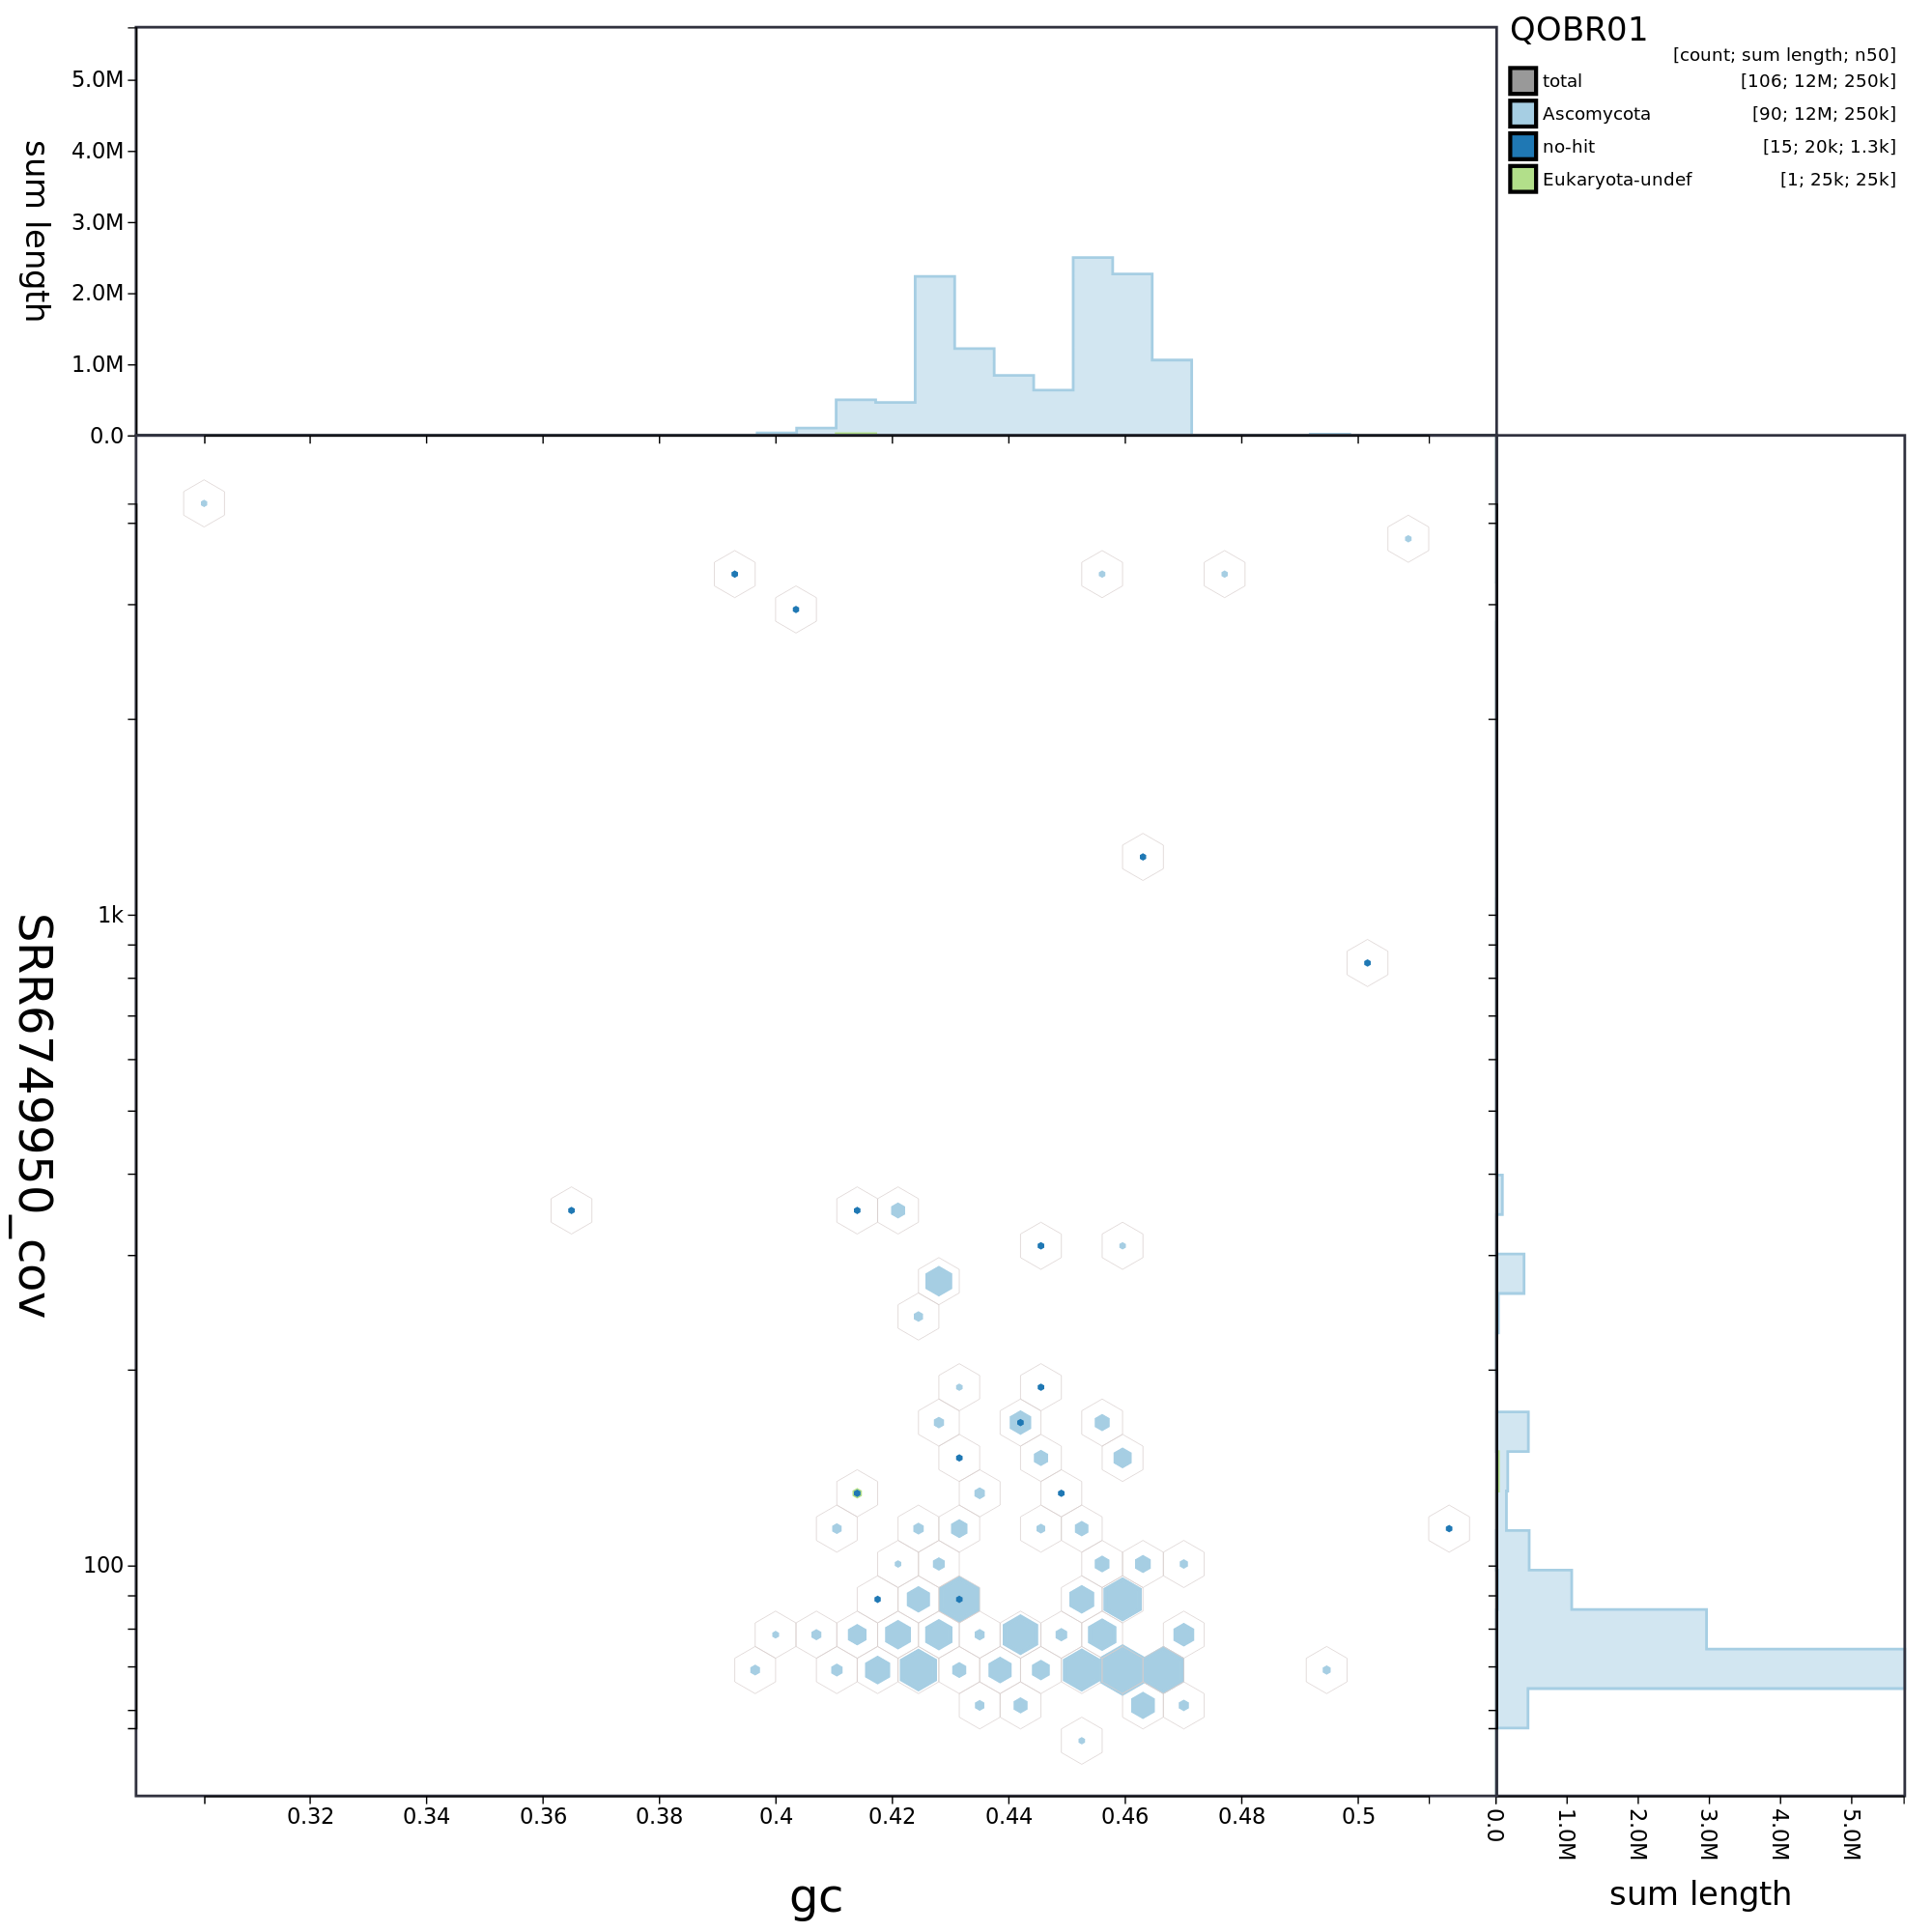 QOBR01
[count; sum length; n50]
total [106; 12M; 250k]
Ascomycota [90; 12M; 250k]
no-hit [15; 20k; 1.3k]
Eukaryota-undef [1; 25k; 25k]
sum length
5.0M
4.0M
3.0M
2.0M
1.0M
0.0
SRR6749950_cov
1k
100
0.32 0.34 0.36 0.38 0.4 0.42 0.44 0.46 0.48 0.5
gc
0.0 1.0M 2.0M 3.0M 4.0M 5.0M
sum length